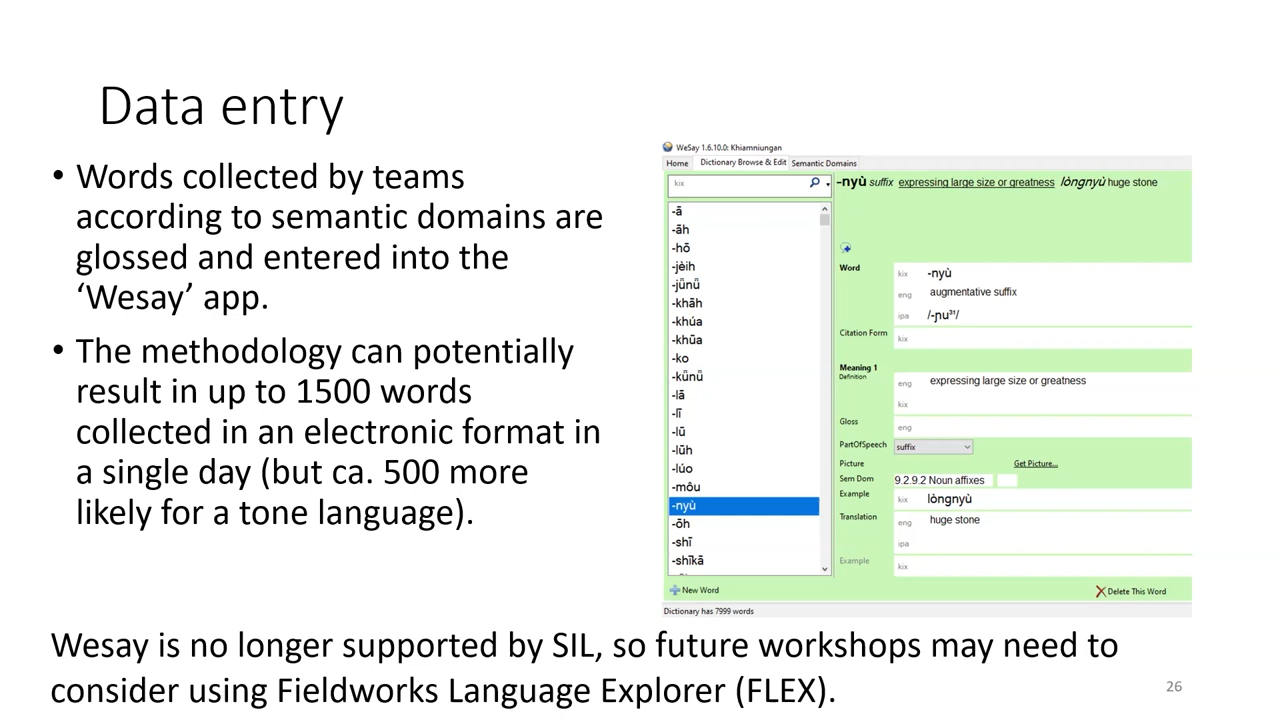 Data entry
• Words collected by teams
according to semantic domains are
glossed and entered into the
‘Wesay’ app.
• The methodology can potentially
result in up to 1500 words
collected in an electronic format in
a single day (but ca. 500 more
likely for a tone language).
WeSay 1.6.10.0: Khiamniungan
Home Dictionary Browse & Edit Semantic Domains
kix
-ā
-āh
-hō
-jèih
-khāh
-khúa
-khūa
-ko
-lā
-lī
-lū
-lūh
-lúo
-môu
-nyù
-ōh
-shī
-shīkā
New Word
-nyù suffix expressing large size or greatness lòngnyù huge stone
Word
kix -nyù
eng augmentative suffix
ipa /-ɲu³¹/
Citation Form
kix
Meaning 1
Definition
eng expressing large size or greatness
kix
Gloss
eng
PartOfSpeech suffix
Picture Get Picture...
Sem Dom 9.2.9.2 Noun affixes
Example kix lòngnyù
Translation eng huge stone
ipa
Example kix
Delete This Word
Dictionary has 7999 words
Wesay is no longer supported by SIL, so future workshops may need to
consider using Fieldworks Language Explorer (FLEX).
26